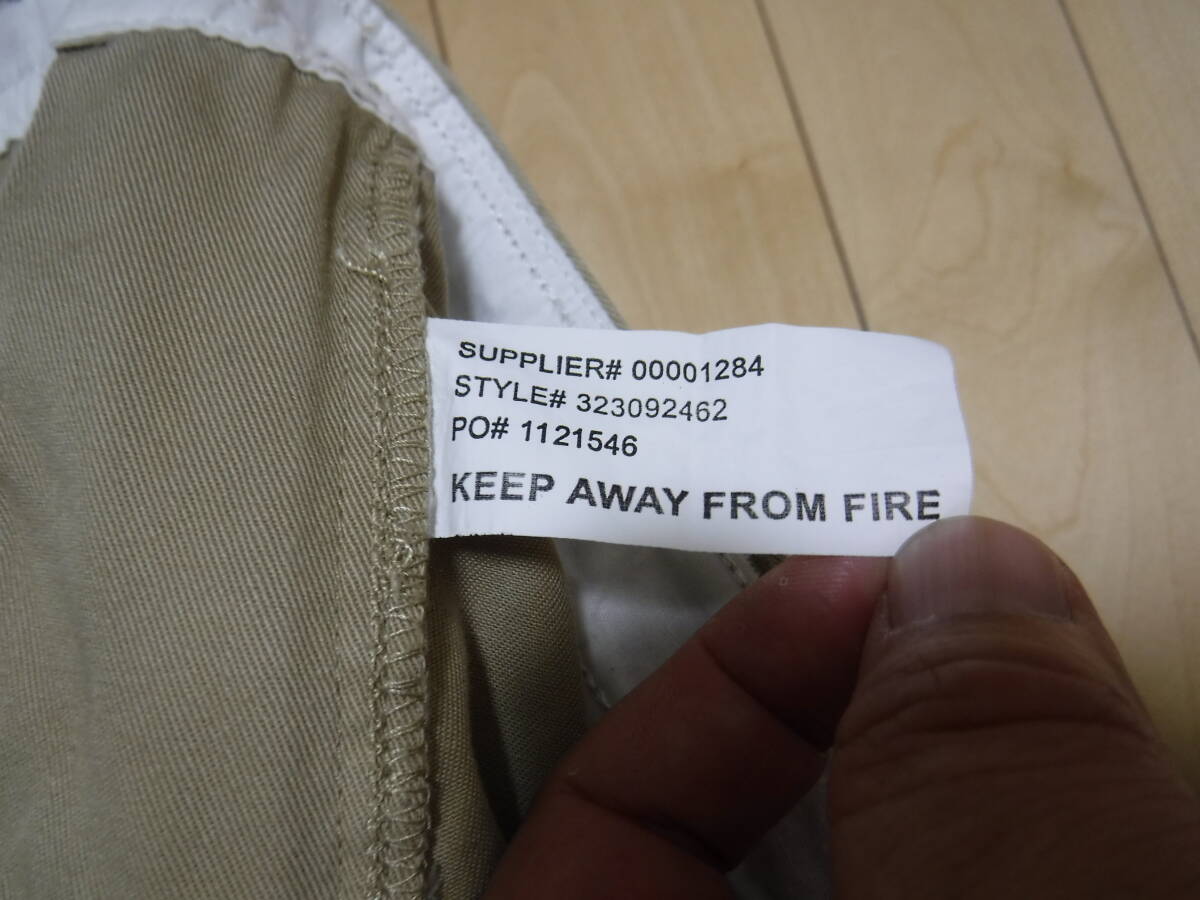 SUPPLIER# 00001284
STYLE# 323092462
PO# 1121546
KEEP AWAY FROM FIRE